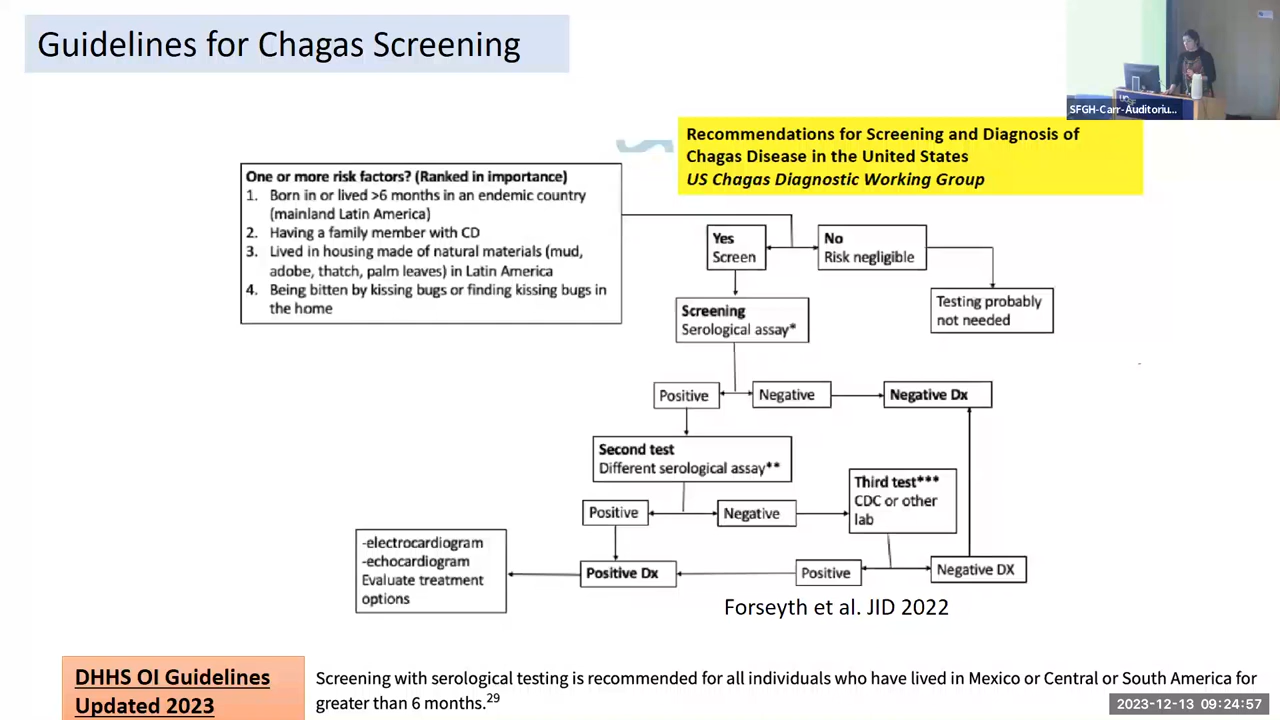 Guidelines for Chagas Screening
SFGH-Carr-Auditoriu...
Recommendations for Screening and Diagnosis of
Chagas Disease in the United States
US Chagas Diagnostic Working Group
One or more risk factors? (Ranked in importance)
1. Born in or lived >6 months in an endemic country
(mainland Latin America)
2. Having a family member with CD
3. Lived in housing made of natural materials (mud,
adobe, thatch, palm leaves) in Latin America
4. Being bitten by kissing bugs or finding kissing bugs in
the home
Yes
Screen
No
Risk negligible
Testing probably
not needed
Screening
Serological assay*
Positive
Negative
Negative Dx
Second test
Different serological assay**
Third test***
CDC or other
lab
Positive
Negative
-electrocardiogram
-echocardiogram
Evaluate treatment
options
Positive Dx
Positive
Negative DX
Forseyth et al. JID 2022
DHHS OI Guidelines
Updated 2023
Screening with serological testing is recommended for all individuals who have lived in Mexico or Central or South America for
greater than 6 months.29
2023-12-13 09:24:57